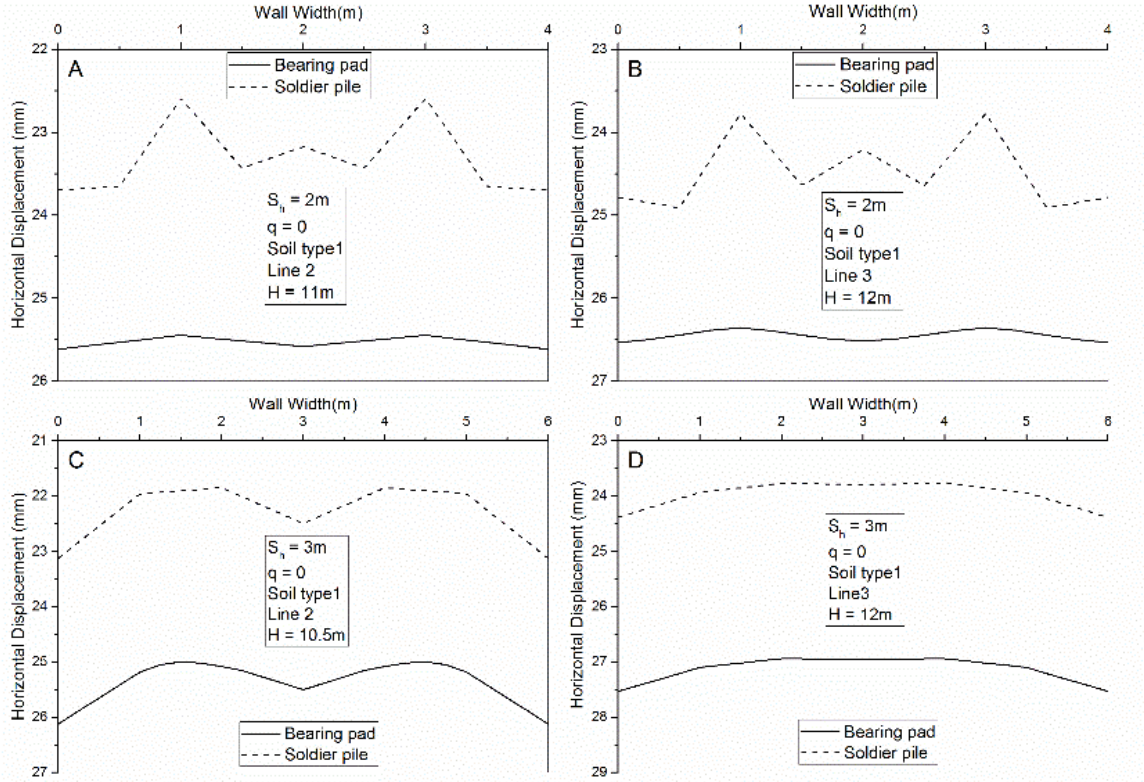 Wall Width(m)
0 1 2 3 4
22
23
24
25
26
Horizontal Displacement (mm)
A
Bearing pad
Soldier pile
S_h = 2m
q = 0
Soil type1
Line 2
H = 11m
Wall Width(m)
0 1 2 3 4
23
24
25
26
27
Horizontal Displacement (mm)
B
Bearing pad
Soldier pile
S_h = 2m
q = 0
Soil type1
Line 3
H = 12m
Wall Width(m)
0 1 2 3 4 5 6
21
22
23
24
25
26
27
Horizontal Displacement (mm)
C
S_h = 3m
q = 0
Soil type1
Line 2
H = 10.5m
Bearing pad
Soldier pile
Wall Width(m)
0 1 2 3 4 5 6
23
24
25
26
27
28
29
Horizontal Displacement (mm)
D
S_h = 3m
q = 0
Soil type1
Line3
H = 12m
Bearing pad
Soldier pile